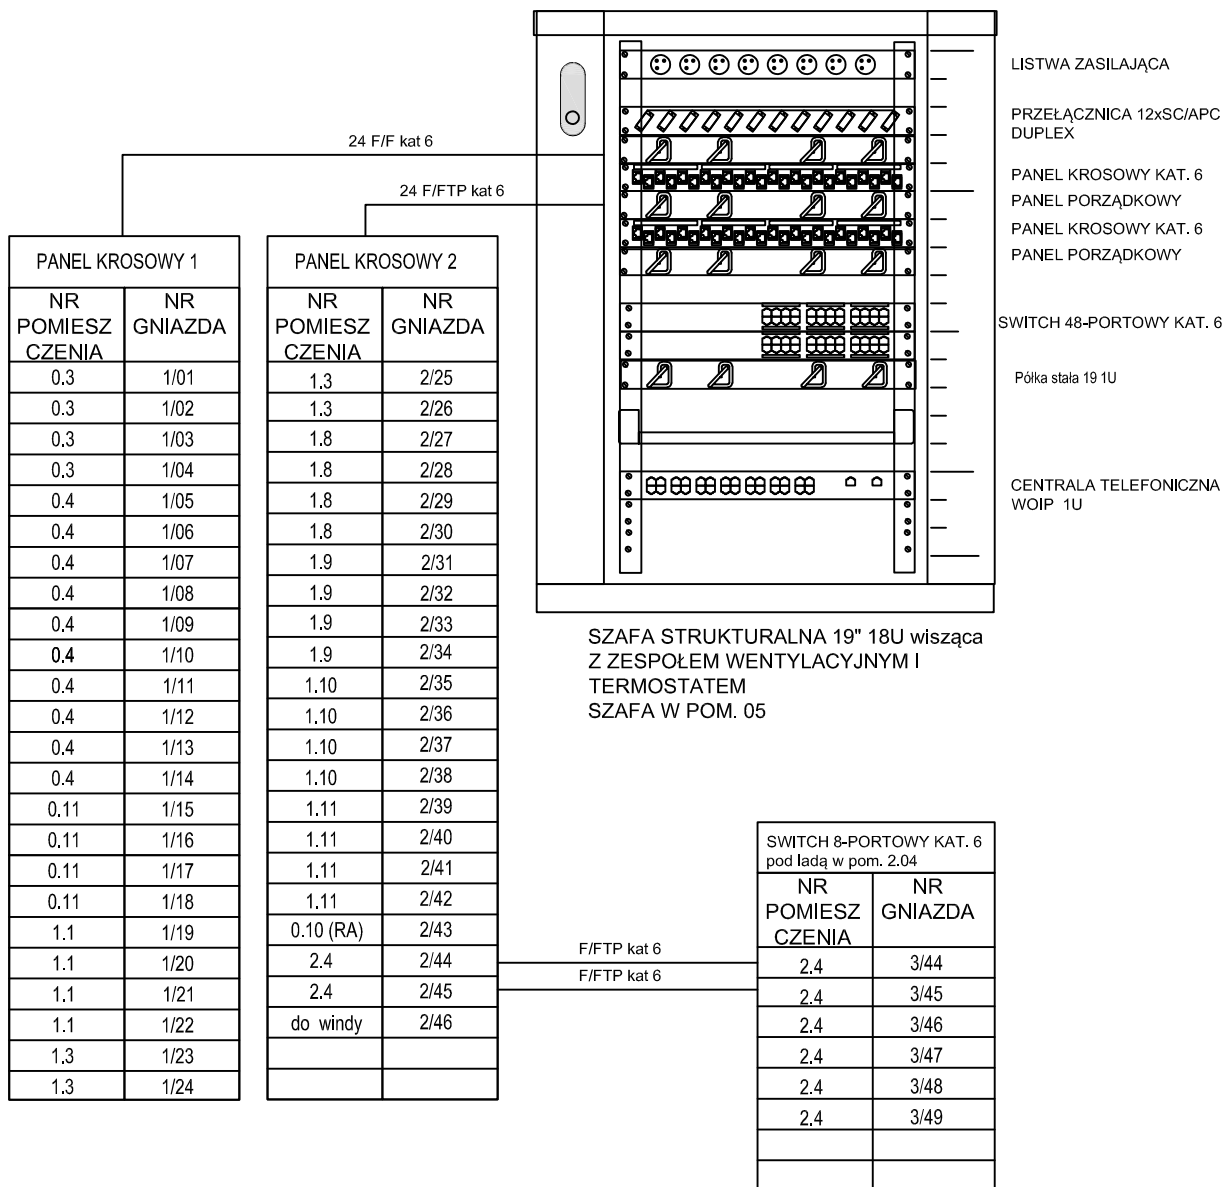 LISTWA ZASILAJĄCA
PRZEŁĄCZNICA 12xSC/APC
DUPLEX
PANEL KROSOWY KAT. 6
PANEL PORZĄDKOWY
PANEL KROSOWY KAT. 6
PANEL PORZĄDKOWY
SWITCH 48-PORTOWY KAT. 6
Półka stała 19 1U
CENTRALA TELEFONICZNA
WOIP 1U
24 F/F kat 6
24 F/FTP kat 6
SZAFA STRUKTURALNA 19" 18U wisząca
Z ZESPOŁEM WENTYLACYJNYM I
TERMOSTATEM
SZAFA W POM. 05
PANEL KROSOWY 1
NR POMIESZ CZENIA NR GNIAZDA
0.3 1/01
0.3 1/02
0.3 1/03
0.3 1/04
0.4 1/05
0.4 1/06
0.4 1/07
0.4 1/08
0.4 1/09
0.4 1/10
0.4 1/11
0.4 1/12
0.4 1/13
0.4 1/14
0.11 1/15
0.11 1/16
0.11 1/17
0.11 1/18
1.1 1/19
1.1 1/20
1.1 1/21
1.1 1/22
1.3 1/23
1.3 1/24
PANEL KROSOWY 2
NR POMIESZ CZENIA NR GNIAZDA
1.3 2/25
1.3 2/26
1.8 2/27
1.8 2/28
1.8 2/29
1.8 2/30
1.9 2/31
1.9 2/32
1.9 2/33
1.9 2/34
1.10 2/35
1.10 2/36
1.10 2/37
1.10 2/38
1.11 2/39
1.11 2/40
1.11 2/41
1.11 2/42
0.10 (RA) 2/43
2.4 2/44
2.4 2/45
do windy 2/46
F/FTP kat 6
F/FTP kat 6
SWITCH 8-PORTOWY KAT. 6
pod ladą w pom. 2.04
NR POMIESZ CZENIA NR GNIAZDA
2.4 3/44
2.4 3/45
2.4 3/46
2.4 3/47
2.4 3/48
2.4 3/49